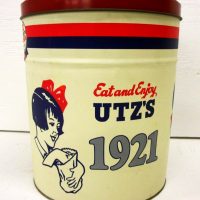 Eat and Enjoy
UTZ'S
1921